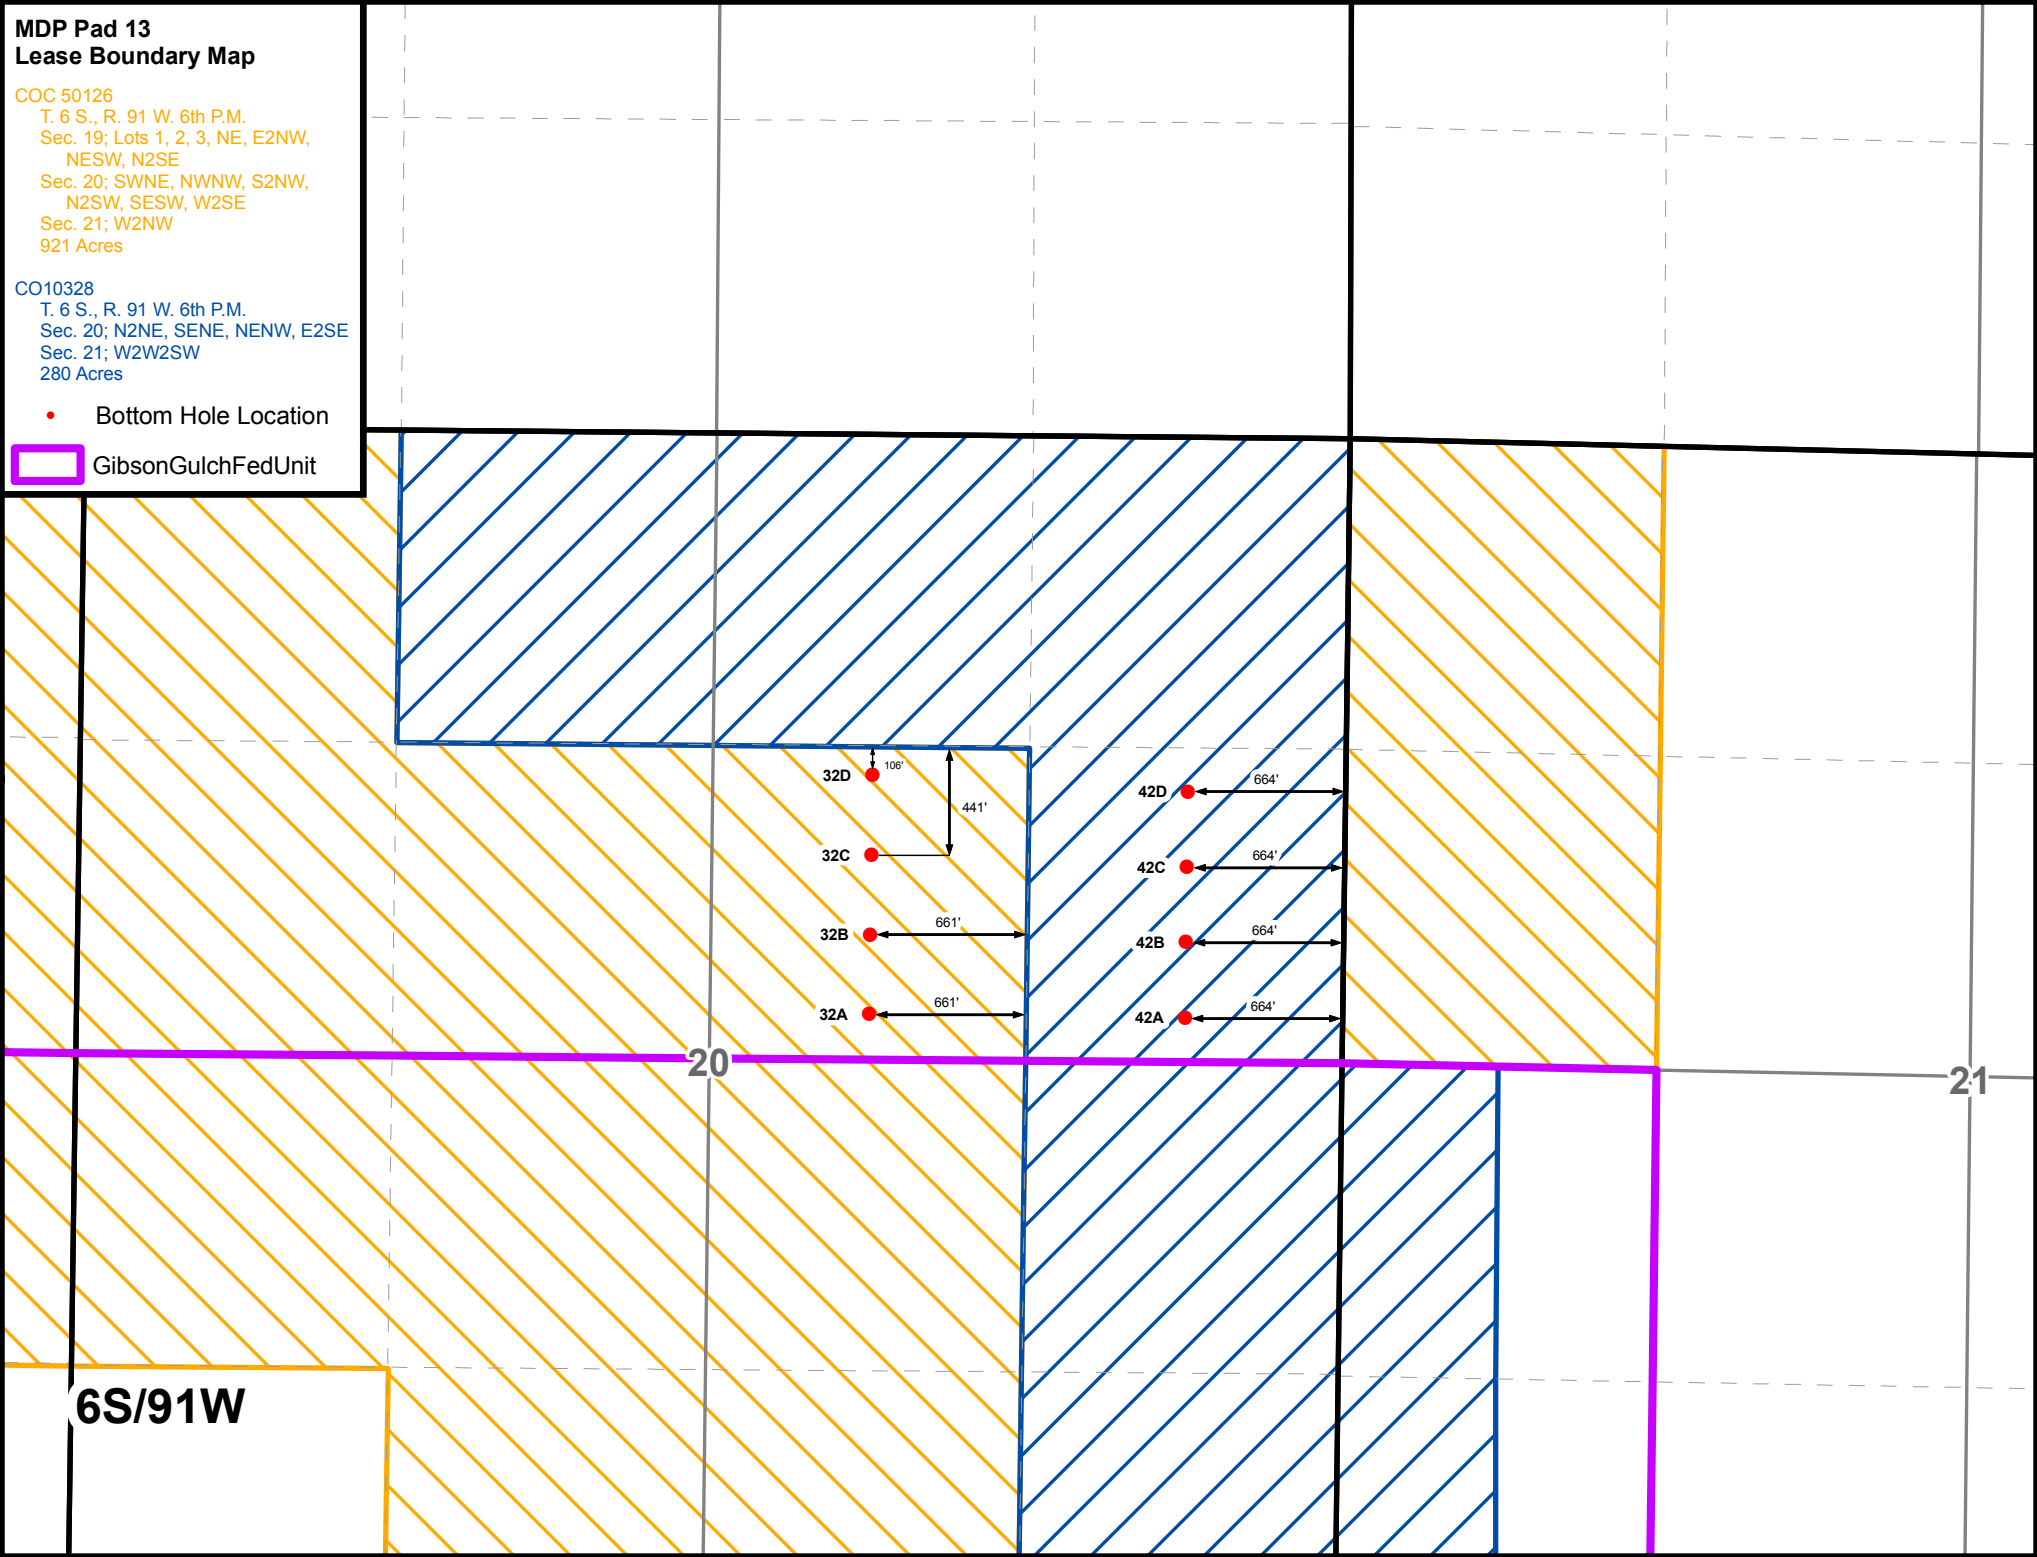 MDP Pad 13
Lease Boundary Map
COC 50126
T. 6 S., R. 91 W. 6th P.M.
Sec. 19; Lots 1, 2, 3, NE, E2NW,
NESW, N2SE
Sec. 20; SWNE, NWNW, S2NW,
N2SW, SESW, W2SE
Sec. 21; W2NW
921 Acres
CO10328
T. 6 S., R. 91 W. 6th P.M.
Sec. 20; N2NE, SENE, NENW, E2SE
Sec. 21; W2W2SW
280 Acres
Bottom Hole Location
GibsonGulchFedUnit
32D
106'
441'
32C
32B
661'
32A
661'
42D
664'
42C
664'
42B
664'
42A
664'
20
21
6S/91W